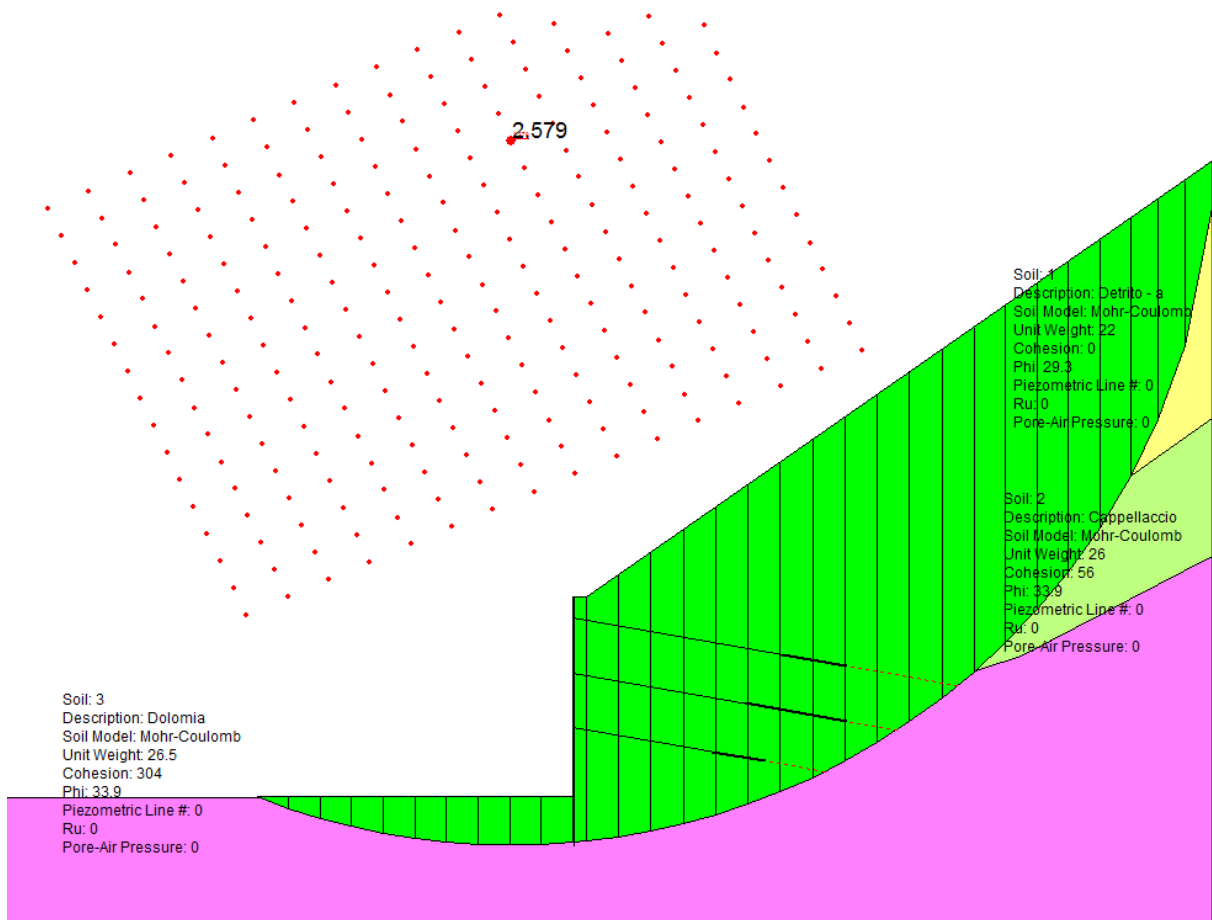 2.579
Soil: 1
Description: Detrito - a
Soil Model: Mohr-Coulomb
Unit Weight: 22
Cohesion: 0
Phi: 29.3
Piezometric Line #: 0
Ru: 0
Pore-Air Pressure: 0
Soil: 2
Description: Cappellaccio
Soil Model: Mohr-Coulomb
Unit Weight: 26
Cohesion: 56
Phi: 33.9
Piezometric Line #: 0
Ru: 0
Pore-Air Pressure: 0
Soil: 3
Description: Dolomia
Soil Model: Mohr-Coulomb
Unit Weight: 26.5
Cohesion: 304
Phi: 33.9
Piezometric Line #: 0
Ru: 0
Pore-Air Pressure: 0